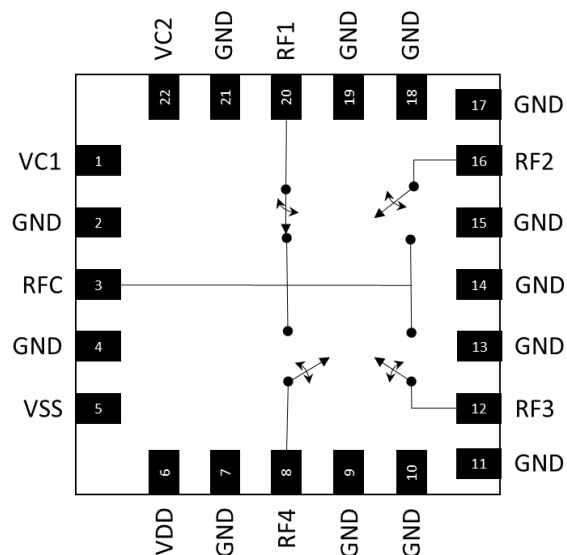 VC2 GND RF1 GND GND
22 21 20 19 18
17 GND
VC1 1 16 RF2
GND 2 15 GND
RFC 3 14 GND
GND 4 13 GND
VSS 5 12 RF3
11 GND
6 7 8 9 10
VDD GND RF4 GND GND